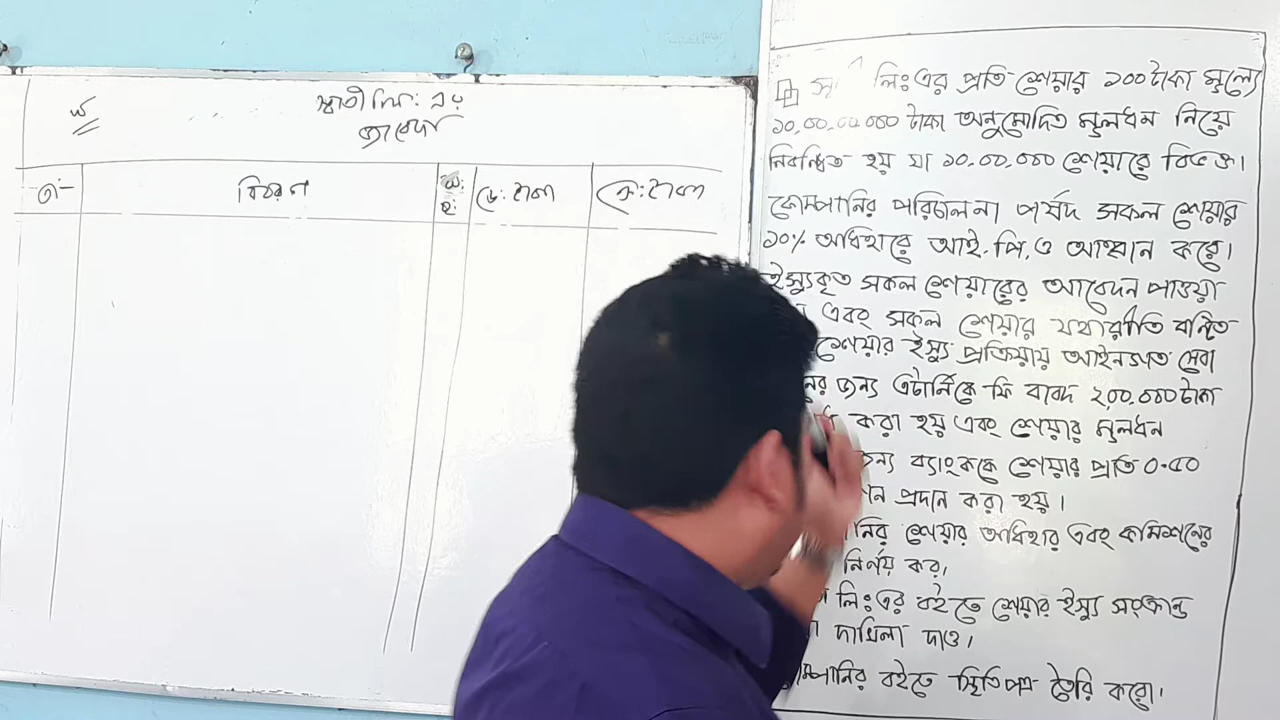 স্বাতী লি: এর
জাবেদা
তাং
বিবরণ
ডে: টাকা
ক্রে: টাকা
লিঃ এর প্রতি শেয়ার ১০০ টাকা মূল্যে
১০,০০,০০,০০০ টাকা অনুমোদিত মূলধন নিয়ে
নিবন্ধিত হয় যা ১০,০০,০০০ শেয়ারে বিভক্ত।
কোম্পানির পরিচালনা পর্ষদ সকল শেয়ার
১০% অধিহারে আই.পি.ও আহ্বান করে।
ইস্যুকৃত সকল শেয়ারের আবেদন পাওয়া
এবং সকল শেয়ার যথারীতি বন্টিত
শেয়ার ইস্যু প্রক্রিয়ায় আইনগত সেবা
জন্য এটার্নিকে ফি বাবদ ২,০০,০০০ টাকা
করা হয় এবং শেয়ার মূলধন
ব্যাংককে শেয়ার প্রতি ০.৫০
প্রদান করা হয়।
শেয়ার অধিহার এবং কমিশনের
নির্ণয় কর,
লিঃ এর বইতে শেয়ার ইস্যু সংক্রান্ত
দাখিলা দাও।
বইতে স্থিতিপত্র তৈরি করো।